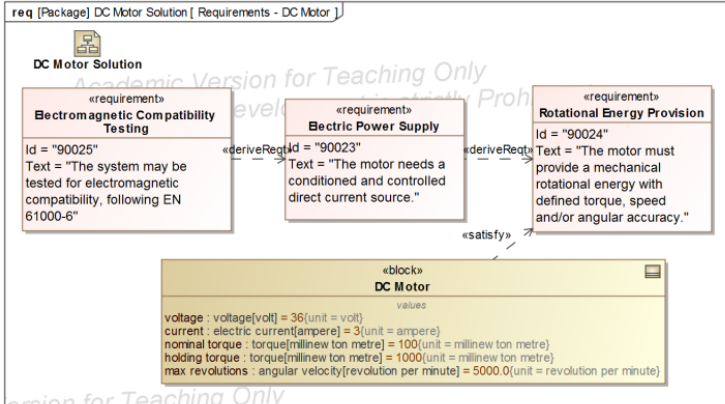 req [Package] DC Motor Solution [ Requirements - DC Motor ]
DC Motor Solution
Academic Version for Teaching Only
«requirement»
Electromagnetic Compatibility
Testing
Id = "90025"
Text = "The system may be
tested for electromagnetic
compatibility, following EN
61000-6"
«deriveReqt»
«requirement»
Electric Power Supply
Id = "90023"
Text = "The motor needs a
conditioned and controlled
direct current source."
«deriveReqt»
«requirement»
Rotational Energy Provision
Id = "90024"
Text = "The motor must
provide a mechanical
rotational energy with
defined torque, speed
and/or angular accuracy."
«satisfy»
«block»
DC Motor
values
voltage : voltage[volt] = 36{unit = volt}
current : electric current[ampere] = 3{unit = ampere}
nominal torque : torque[millinew ton metre] = 100{unit = millinew ton metre}
holding torque : torque[millinew ton metre] = 1000{unit = millinew ton metre}
max revolutions : angular velocity[revolution per minute] = 5000.0{unit = revolution per minute}
for Teaching Only